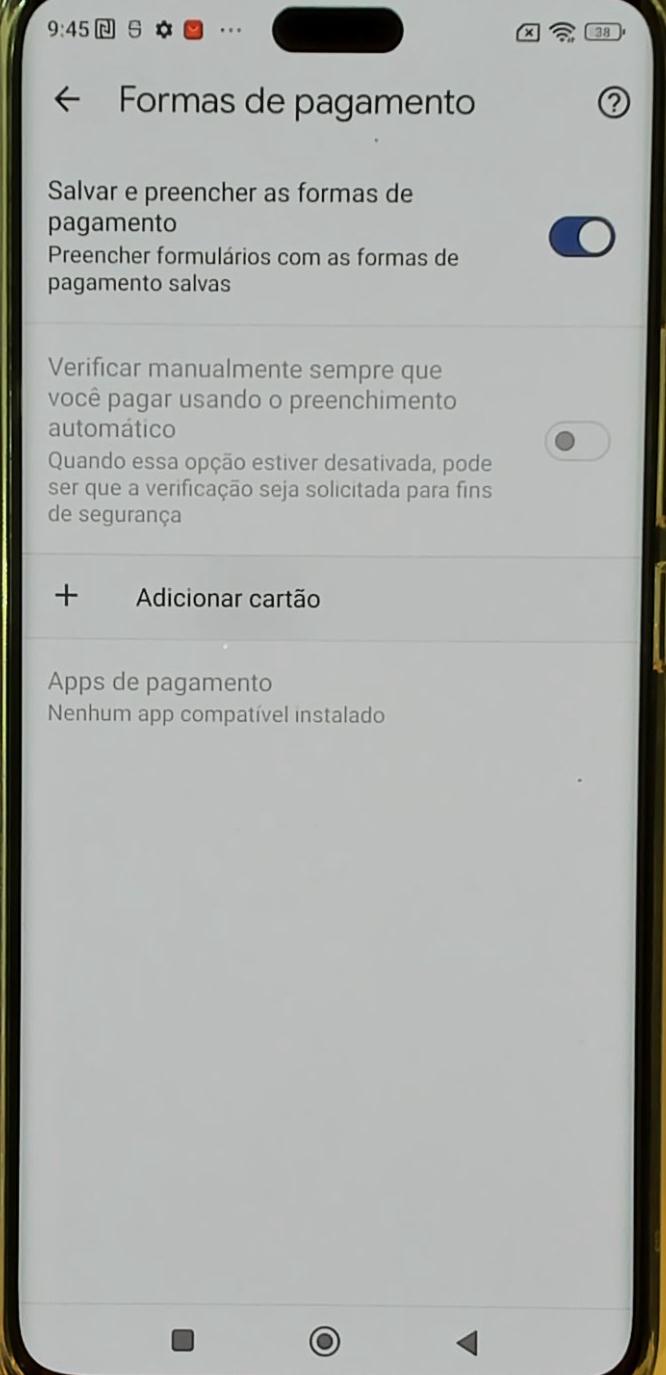 9:45
38
Formas de pagamento
Salvar e preencher as formas de
pagamento
Preencher formulários com as formas de
pagamento salvas
Verificar manualmente sempre que
você pagar usando o preenchimento
automático
Quando essa opção estiver desativada, pode
ser que a verificação seja solicitada para fins
de segurança
+ Adicionar cartão
Apps de pagamento
Nenhum app compatível instalado